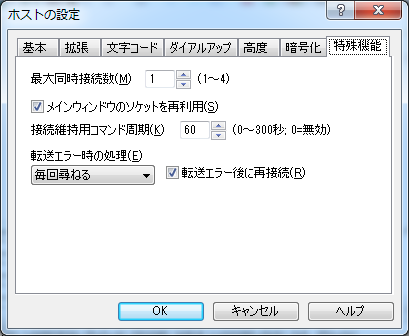 ホストの設定
基本 拡張 文字コード ダイアルアップ 高度 暗号化 特殊機能
最大同時接続数(M) 1 (1～4)
メインウィンドウのソケットを再利用(S)
接続維持用コマンド周期(K) 60 (0～300秒; 0=無効)
転送エラー時の処理(E)
毎回尋ねる 転送エラー後に再接続(R)
OK キャンセル ヘルプ